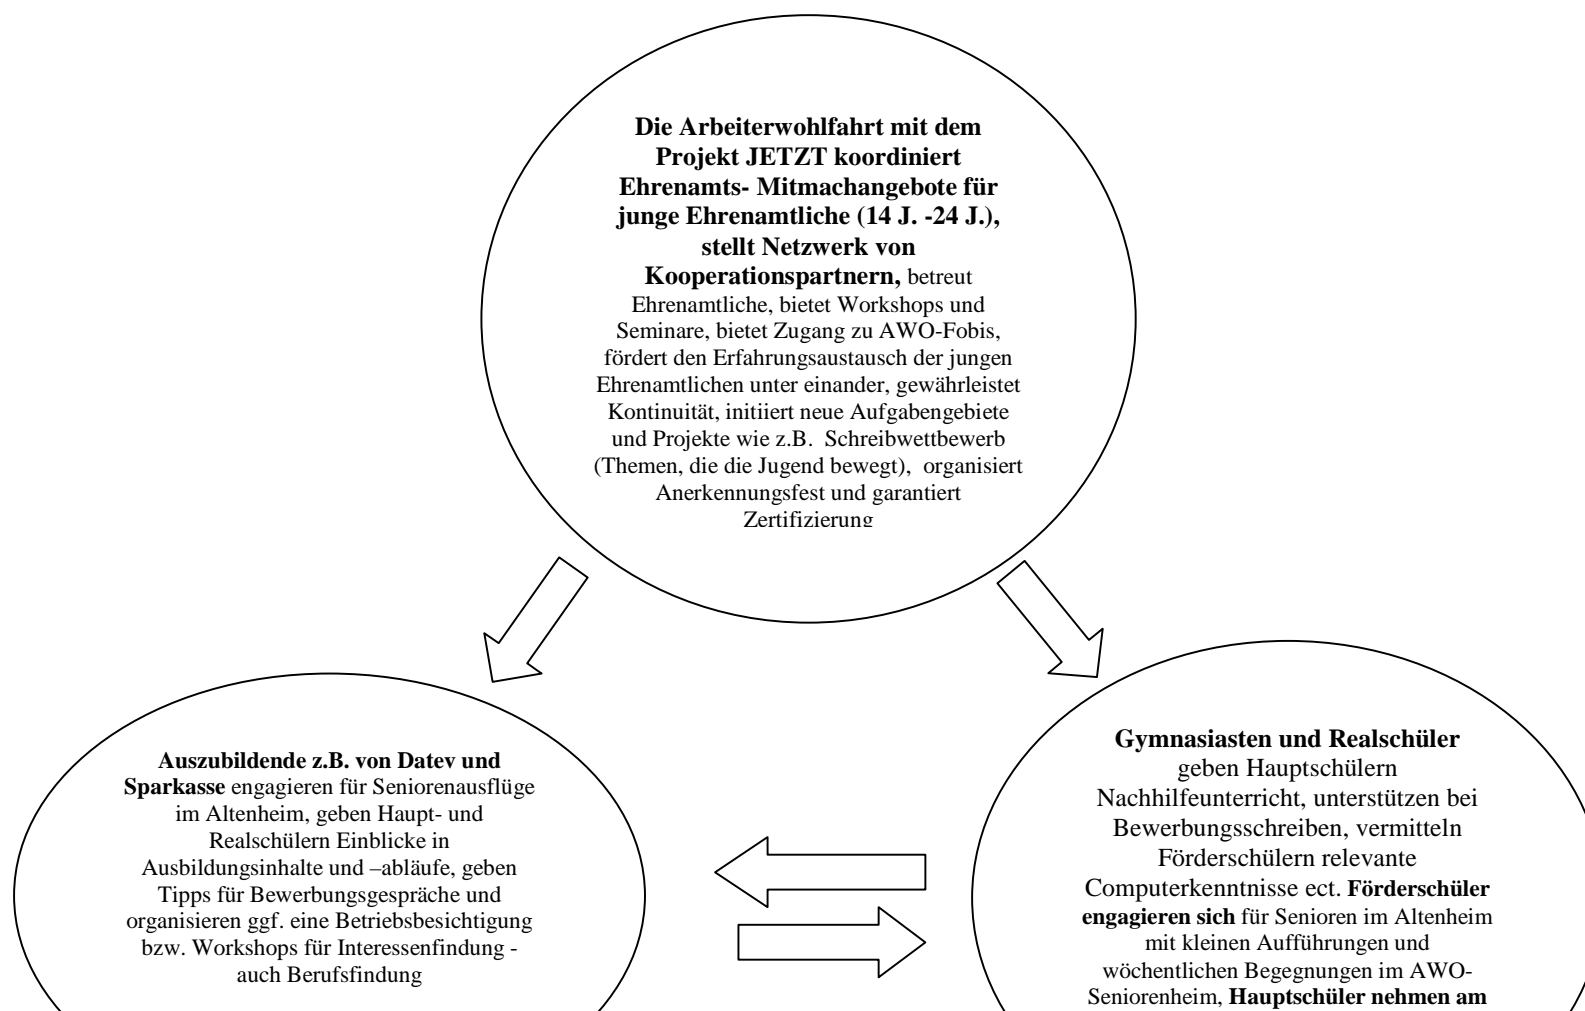 Die Arbeiterwohlfahrt mit dem
Projekt JETZT koordiniert
Ehrenamts- Mitmachangebote für
junge Ehrenamtliche (14 J. -24 J.),
stellt Netzwerk von
Kooperationspartnern, betreut
Ehrenamtliche, bietet Workshops und
Seminare, bietet Zugang zu AWO-Fobis,
fördert den Erfahrungsaustausch der jungen
Ehrenamtlichen unter einander, gewährleistet
Kontinuität, initiiert neue Aufgabengebiete
und Projekte wie z.B. Schreibwettbewerb
(Themen, die die Jugend bewegt), organisiert
Anerkennungsfest und garantiert
Zertifizierung
Auszubildende z.B. von Datev und
Sparkasse engagieren für Seniorenausflüge
im Altenheim, geben Haupt- und
Realschülern Einblicke in
Ausbildungsinhalte und –abläufe, geben
Tipps für Bewerbungsgespräche und
organisieren ggf. eine Betriebsbesichtigung
bzw. Workshops für Interessenfindung -
auch Berufsfindung
Gymnasiasten und Realschüler
geben Hauptschülern
Nachhilfeunterricht, unterstützen bei
Bewerbungsschreiben, vermitteln
Förderschülern relevante
Computerkenntnisse ect. Förderschüler
engagieren sich für Senioren im Altenheim
mit kleinen Aufführungen und
wöchentlichen Begegnungen im AWO-
Seniorenheim, Hauptschüler nehmen am